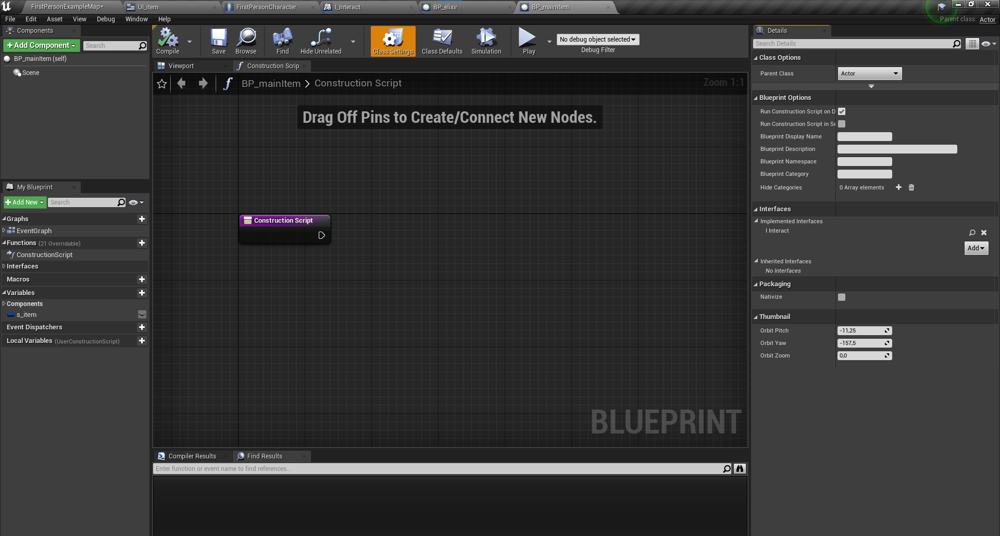 FirstPersonExampleMap*
UI_item
FirstPersonCharacter
I_Interact
BP_elixir
BP_mainItem
File
Edit
Asset
View
Debug
Window
Help
Parent class: Actor
Components
+Add Component
Search
BP_mainItem (self)
Scene
Compile
Save
Browse
Find
Hide Unrelated
Class Settings
Class Defaults
Simulation
Play
No debug object selected
Debug Filter
Viewport
Construction Scrip
BP_mainItem > Construction Script
Zoom 1:1
Drag Off Pins to Create/Connect New Nodes.
Construction Script
BLUEPRINT
My Blueprint
+Add New
Search
Graphs
EventGraph
Functions (21 Overridable)
ConstructionScript
Interfaces
Macros
Variables
Components
s_item
Event Dispatchers
Local Variables (UserConstructionScript)
Compiler Results
Find Results
Enter function or event name to find references...
Details
Search Details
Class Options
Parent Class
Actor
Blueprint Options
Run Construction Script on D
Run Construction Script in Se
Blueprint Display Name
Blueprint Description
Blueprint Namespace
Blueprint Category
Hide Categories
0 Array elements
Interfaces
Implemented Interfaces
I Interact
Add
Inherited Interfaces
No Interfaces
Packaging
Nativize
Thumbnail
Orbit Pitch
-11,25
Orbit Yaw
-157,5
Orbit Zoom
0,0